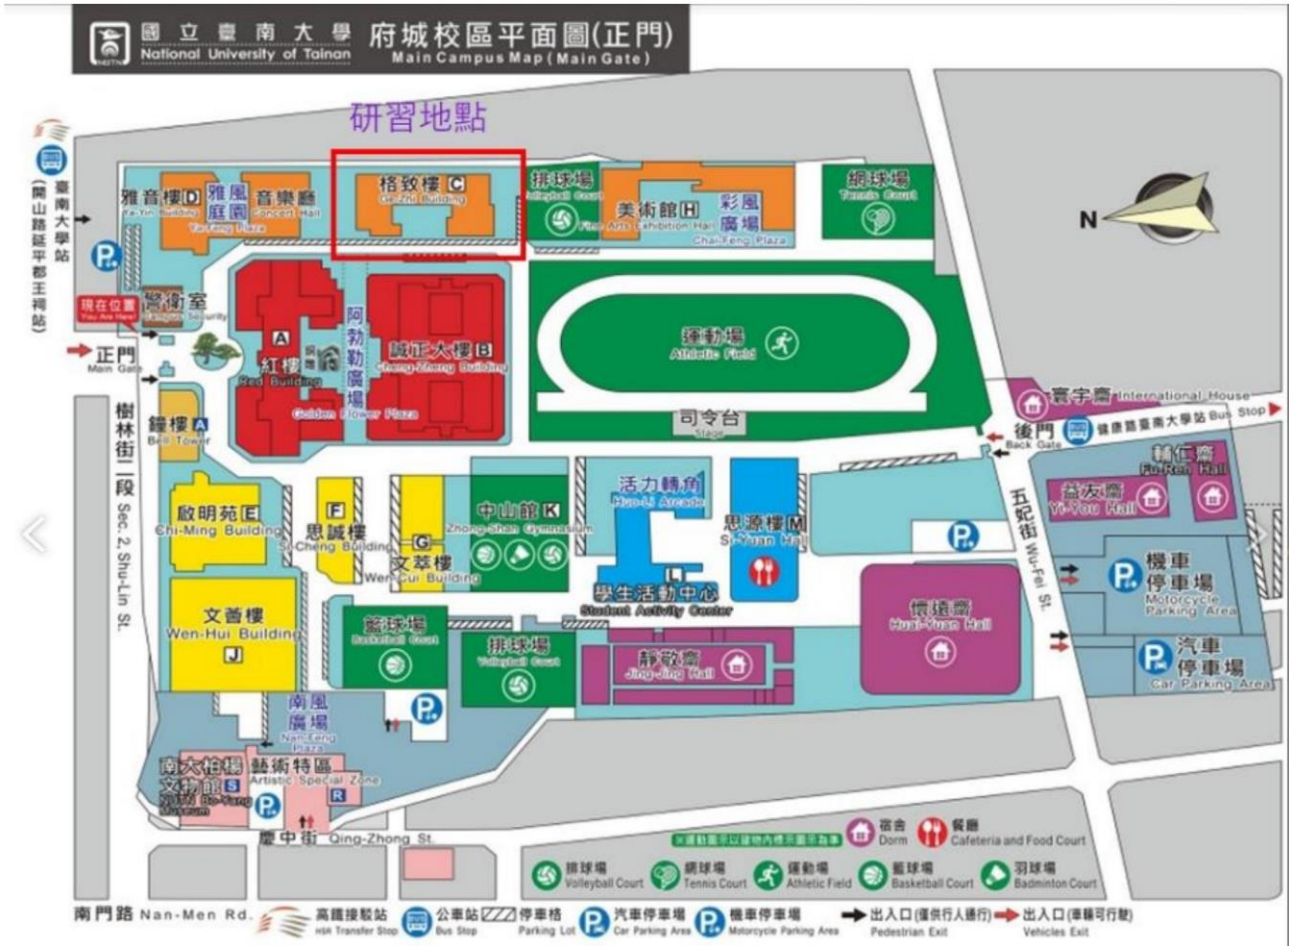 國立臺南大學
National University of Tainan
NUTN
府城校區平面圖(正門)
Main Campus Map (Main Gate)
研習地點
臺南大學站
(開山路延平郡王祠站)
雅音樓 D
Ya-Yin Building
雅風庭園
Ya-Feng Plaza
音樂廳
Concert Hall
格致樓 C
Ge-Zhi Building
排球場
Volleyball Court
美術館 H
Fine Arts Exhibition Hall
彩風廣場
Chai-Feng Plaza
網球場
Tennis Court
N
P
現在位置
You Are Here!
警衛室
Campus Security
正門
Main Gate
A
紅樓
Red Building
阿勃勒廣場
Golden Flower Plaza
誠正大樓 B
Cheng-Zheng Building
運動場
Athletic Field
司令台
Stage
寰宇齋 International House
健康路臺南大學站 Bus Stop
後門
Back Gate
鐘樓 A
Bell Tower
樹林街二段 Sec. 2, Shu-Lin St.
啟明苑 E
Chi-Ming Building
F
思誠樓
Si-Cheng Building
G
文萃樓
Wen-Cui Building
中山館 K
Zhong-Shan Gymnasium
活力轉角
Huo-Li Arcade
L
學生活動中心
Student Activity Center
思源樓 M
Si-Yuan Hall
P
五妃街 Wu-Fei St.
輔仁齋
Fu-Ren Hall
益友齋
Yi-You Hall
P
機車停車場
Motorcycle Parking Area
P
汽車停車場
Car Parking Area
文薈樓
Wen-Hui Building
J
籃球場
Basketball Court
排球場
Volleyball Court
靜敬齋
Jing-Jing Hall
懷遠齋
Huai-Yuan Hall
P
南風廣場
Nan-Feng Plaza
南大柏楊文物館 S
NUTN Bo-Yang Museum
藝術特區
Artistic Special Zone
R
P
慶中街 Qing-Zhong St.
※運動圖示以建物內標示圖示為準
宿舍
Dorm
餐廳
Cafeteria and Food Court
排球場
Volleyball Court
網球場
Tennis Court
運動場
Athletic Field
籃球場
Basketball Court
羽球場
Badminton Court
南門路 Nan-Men Rd.
高鐵接駁站
HSR Transfer Stop
公車站
Bus Stop
停車格
Parking Lot
P
汽車停車場
Car Parking Area
P
機車停車場
Motorcycle Parking Area
出入口(僅供行人通行)
Pedestrian Exit
出入口(車輛可行駛)
Vehicles Exit